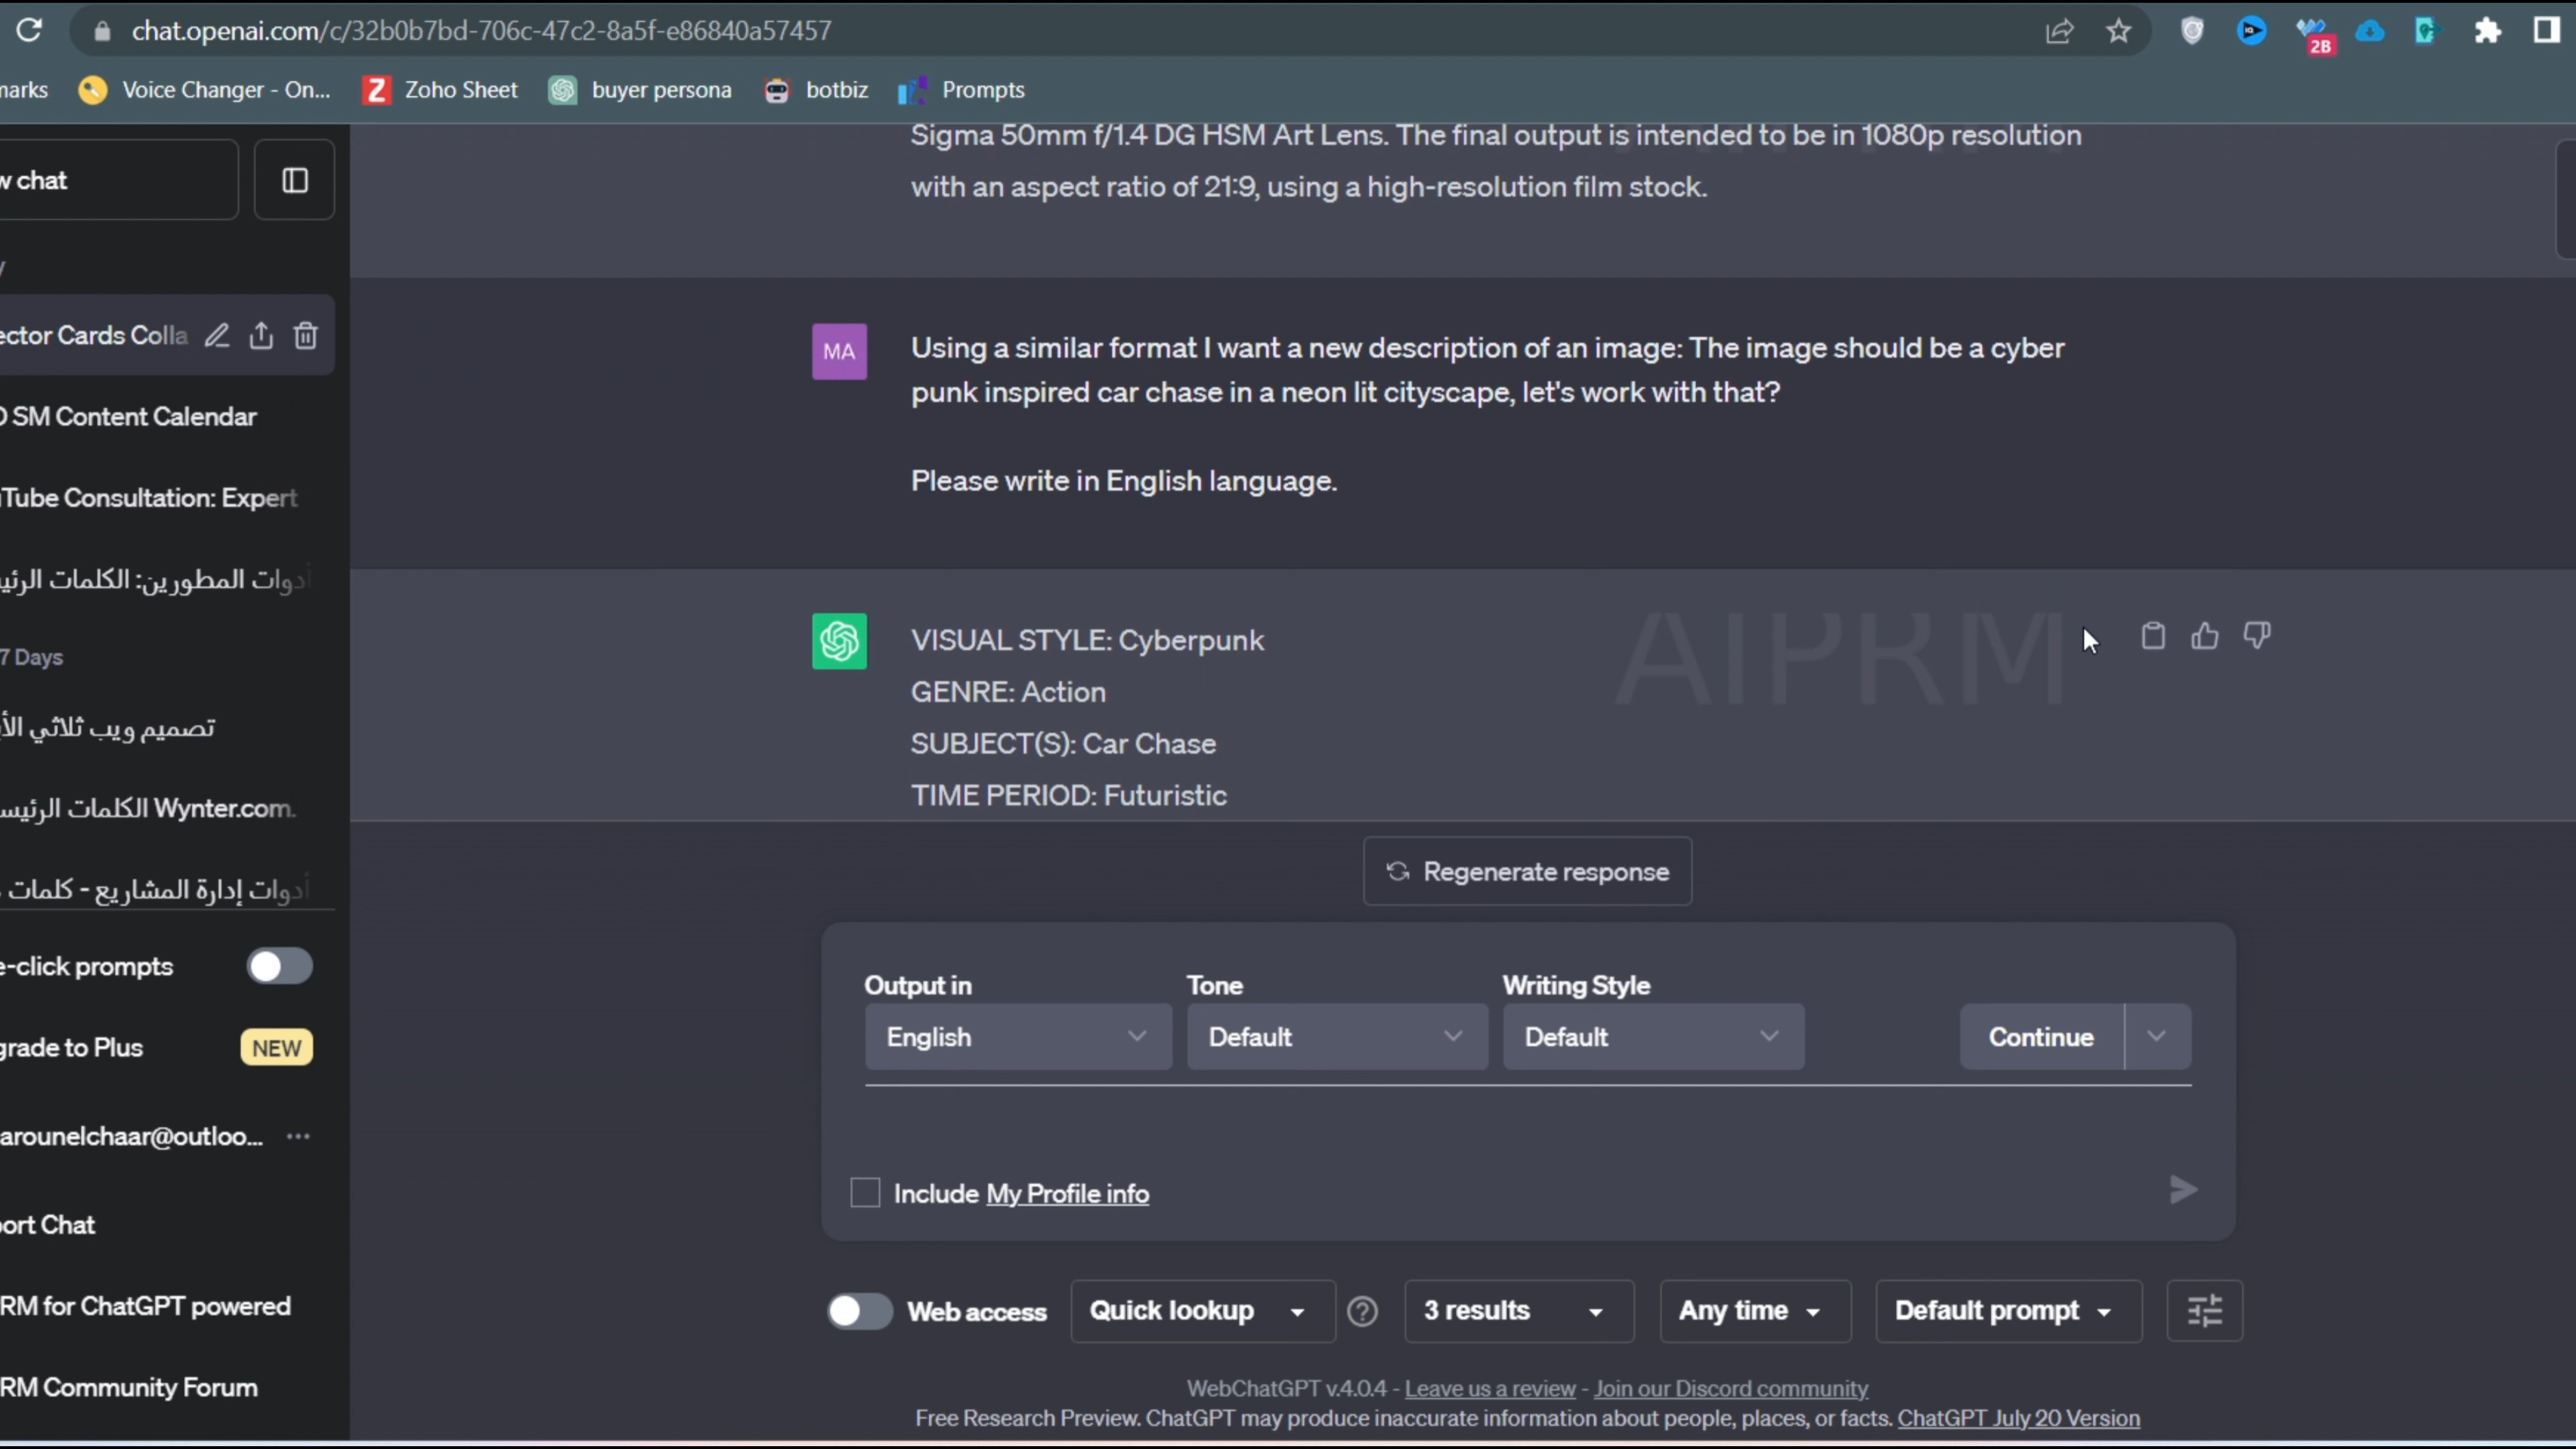 chat.openai.com/c/32b0b7bd-706c-47c2-8a5f-e86840a57457
2B
marks
Voice Changer - On...
Z
Zoho Sheet
buyer persona
botbiz
Prompts
w chat
ector Cards Colla
SM Content Calendar
Tube Consultation: Expert
أدوات المطورين: الكلمات الرئي
7 Days
تصميم ويب ثلاثي الأ
Wynter.com. الكلمات الرئيس
أدوات إدارة المشاريع - كلمات
e-click prompts
grade to Plus
NEW
arounelchaar@outloo...
port Chat
RM for ChatGPT powered
RM Community Forum
Sigma 50mm f/1.4 DG HSM Art Lens. The final output is intended to be in 1080p resolution
with an aspect ratio of 21:9, using a high-resolution film stock.
MA
Using a similar format I want a new description of an image: The image should be a cyber
punk inspired car chase in a neon lit cityscape, let's work with that?
Please write in English language.
AIPRM
VISUAL STYLE: Cyberpunk
GENRE: Action
SUBJECT(S): Car Chase
TIME PERIOD: Futuristic
Regenerate response
Output in
Tone
Writing Style
English
Default
Default
Continue
Include My Profile info
Web access
Quick lookup
3 results
Any time
Default prompt
WebChatGPT v.4.0.4 - Leave us a review - Join our Discord community
Free Research Preview. ChatGPT may produce inaccurate information about people, places, or facts. ChatGPT July 20 Version